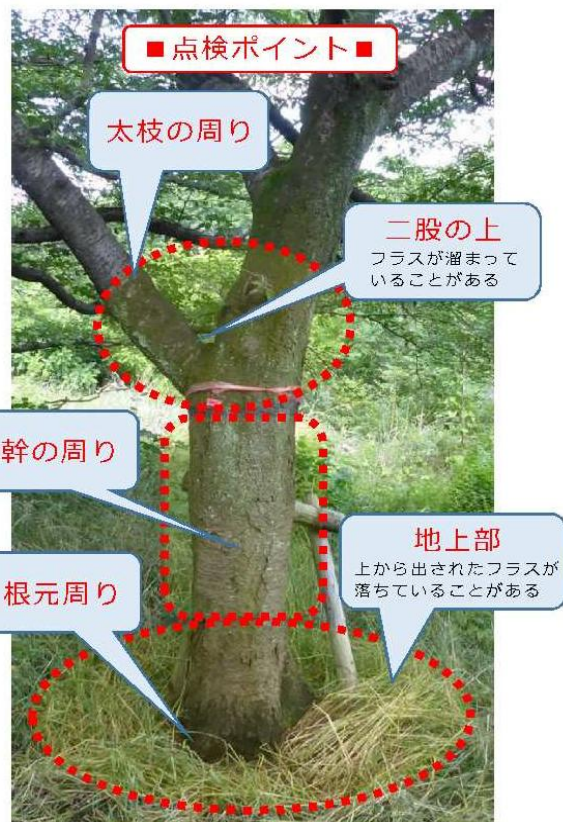 ■点検ポイント■
太枝の周り
二股の上
フラスが溜まって
いることがある
幹の周り
地上部
上から出されたフラスが
落ちていることがある
根元周り